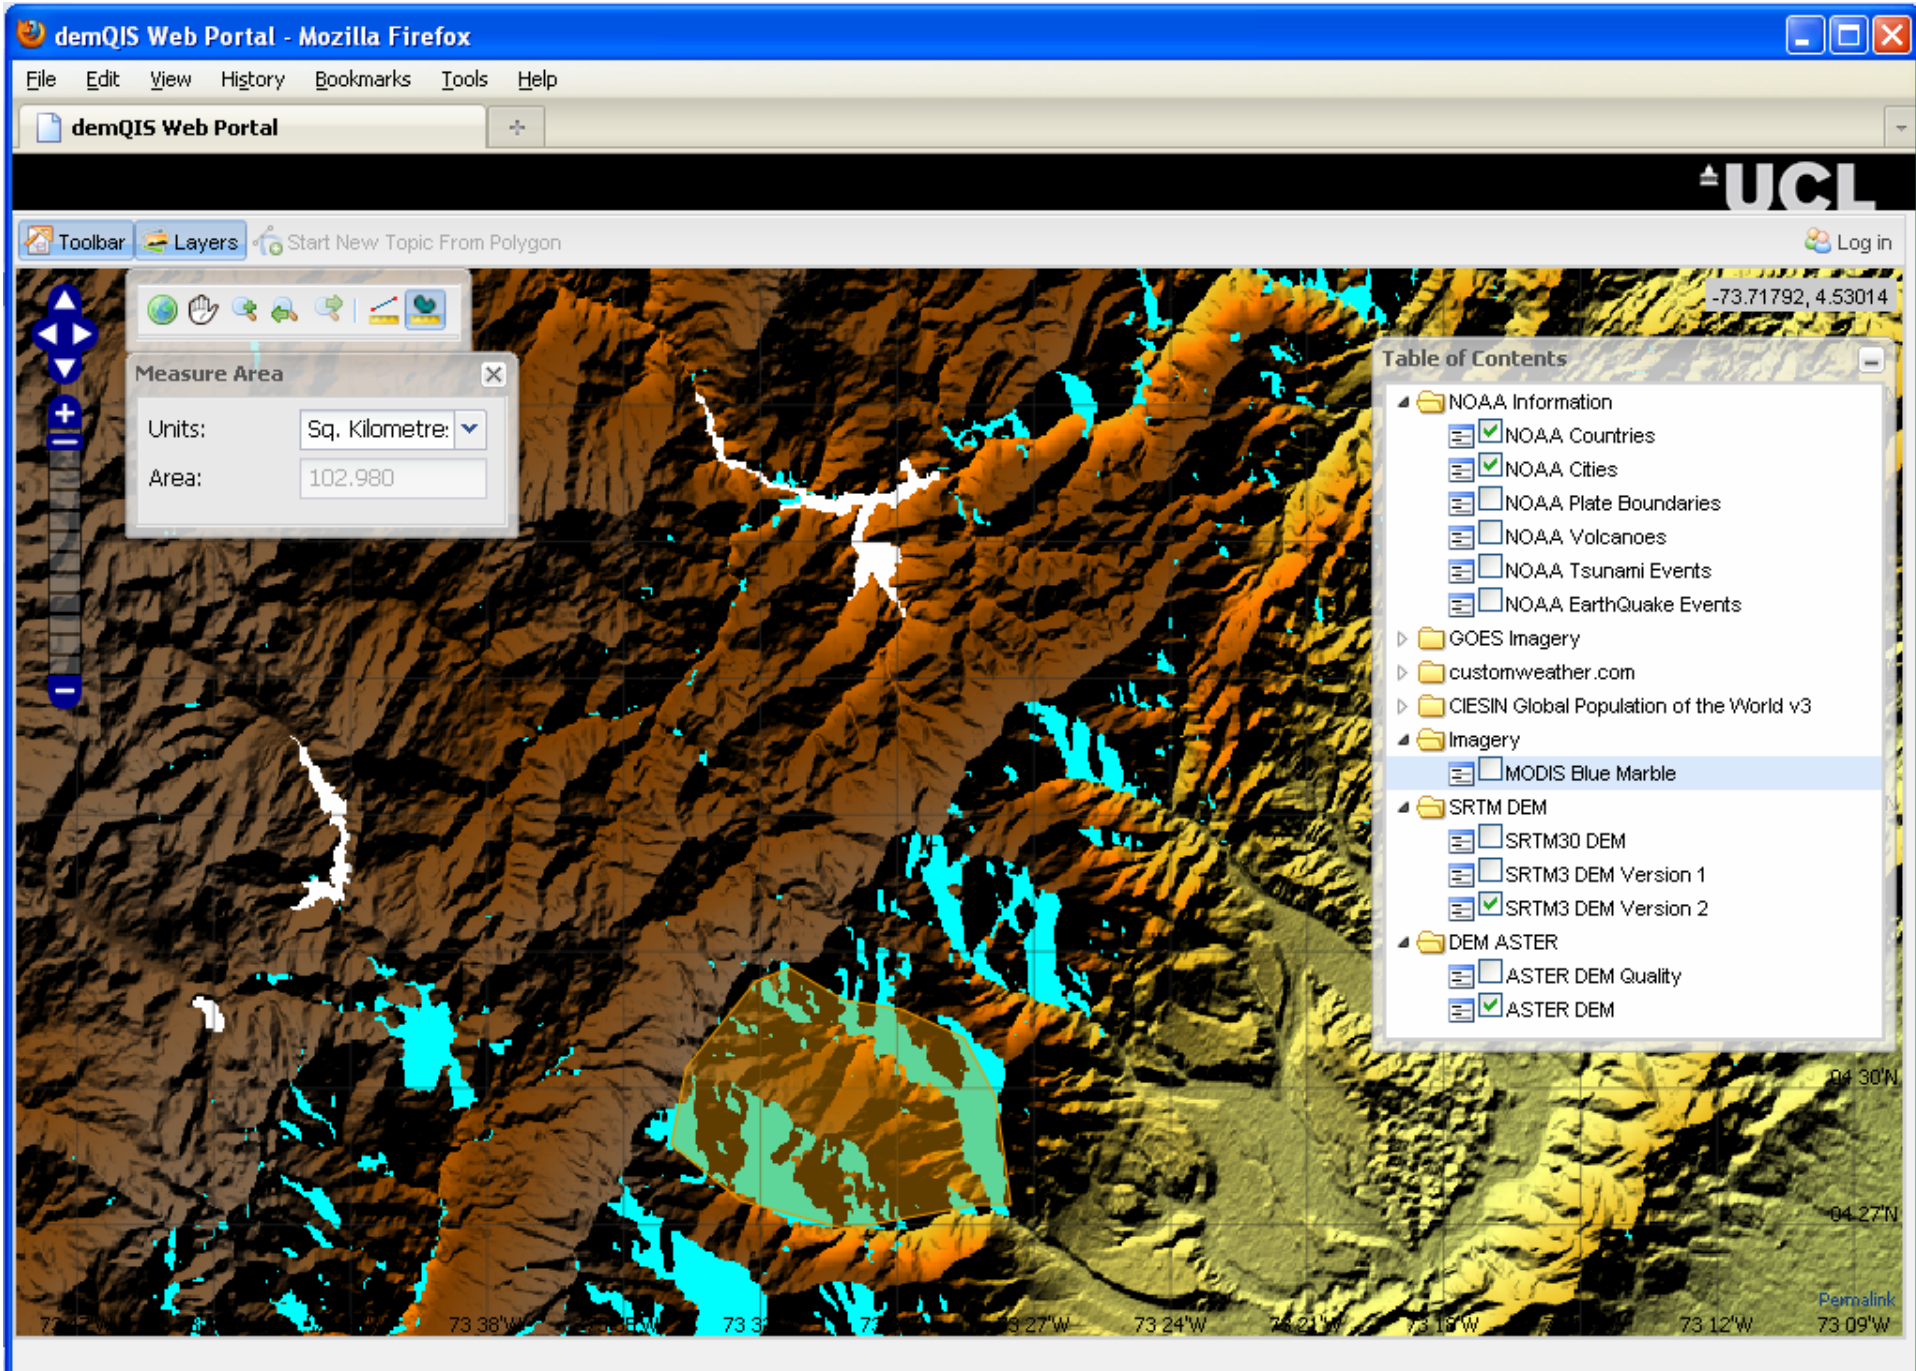 demQIS Web Portal - Mozilla Firefox
File Edit View History Bookmarks Tools Help
demQIS Web Portal
UCL
Toolbar Layers Start New Topic From Polygon Log in
-73.71792, 4.53014
Measure Area
Units: Sq. Kilometre:
Area: 102.980
Table of Contents
NOAA Information
NOAA Countries
NOAA Cities
NOAA Plate Boundaries
NOAA Volcanoes
NOAA Tsunami Events
NOAA EarthQuake Events
GOES Imagery
customweather.com
CIESIN Global Population of the World v3
Imagery
MODIS Blue Marble
SRTM DEM
SRTM30 DEM
SRTM3 DEM Version 1
SRTM3 DEM Version 2
DEM ASTER
ASTER DEM Quality
ASTER DEM
04 30'N
04 27'N
Permalink
73 38'W 73 27'W 73 24'W 73 21'W 73 18'W 73 12'W 73 09'W